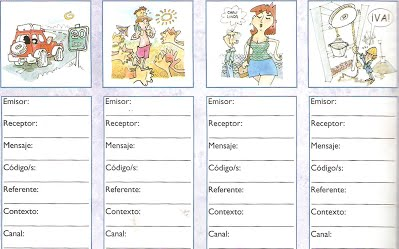 ¡VA!
Emisor:
Receptor:
Mensaje:
Código/s:
Referente:
Contexto:
Canal:
Emisor:
Receptor:
Mensaje:
Código/s:
Referente:
Contexto:
Canal:
Emisor:
Receptor:
Mensaje:
Código/s:
Referente:
Contexto:
Canal:
Emisor:
Receptor:
Mensaje:
Código/s:
Referente:
Contexto:
Canal: